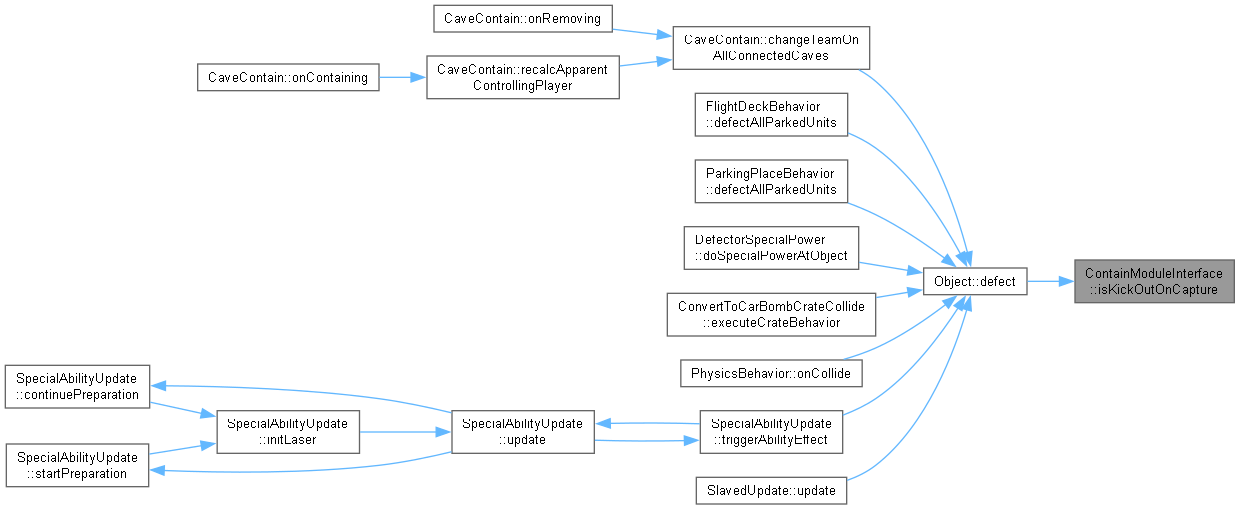 CaveContain::onRemoving
CaveContain::changeTeamOn
AllConnectedCaves
CaveContain::onContaining
CaveContain::recalcApparent
ControllingPlayer
FlightDeckBehavior
::defectAllParkedUnits
ParkingPlaceBehavior
::defectAllParkedUnits
DefectorSpecialPower
::doSpecialPowerAtObject
Object::defect
ContainModuleInterface
::isKickOutOnCapture
ConvertToCarBombCrateCollide
::executeCrateBehavior
PhysicsBehavior::onCollide
SpecialAbilityUpdate
::continuePreparation
SpecialAbilityUpdate
::initLaser
SpecialAbilityUpdate
::update
SpecialAbilityUpdate
::triggerAbilityEffect
SpecialAbilityUpdate
::startPreparation
SlavedUpdate::update